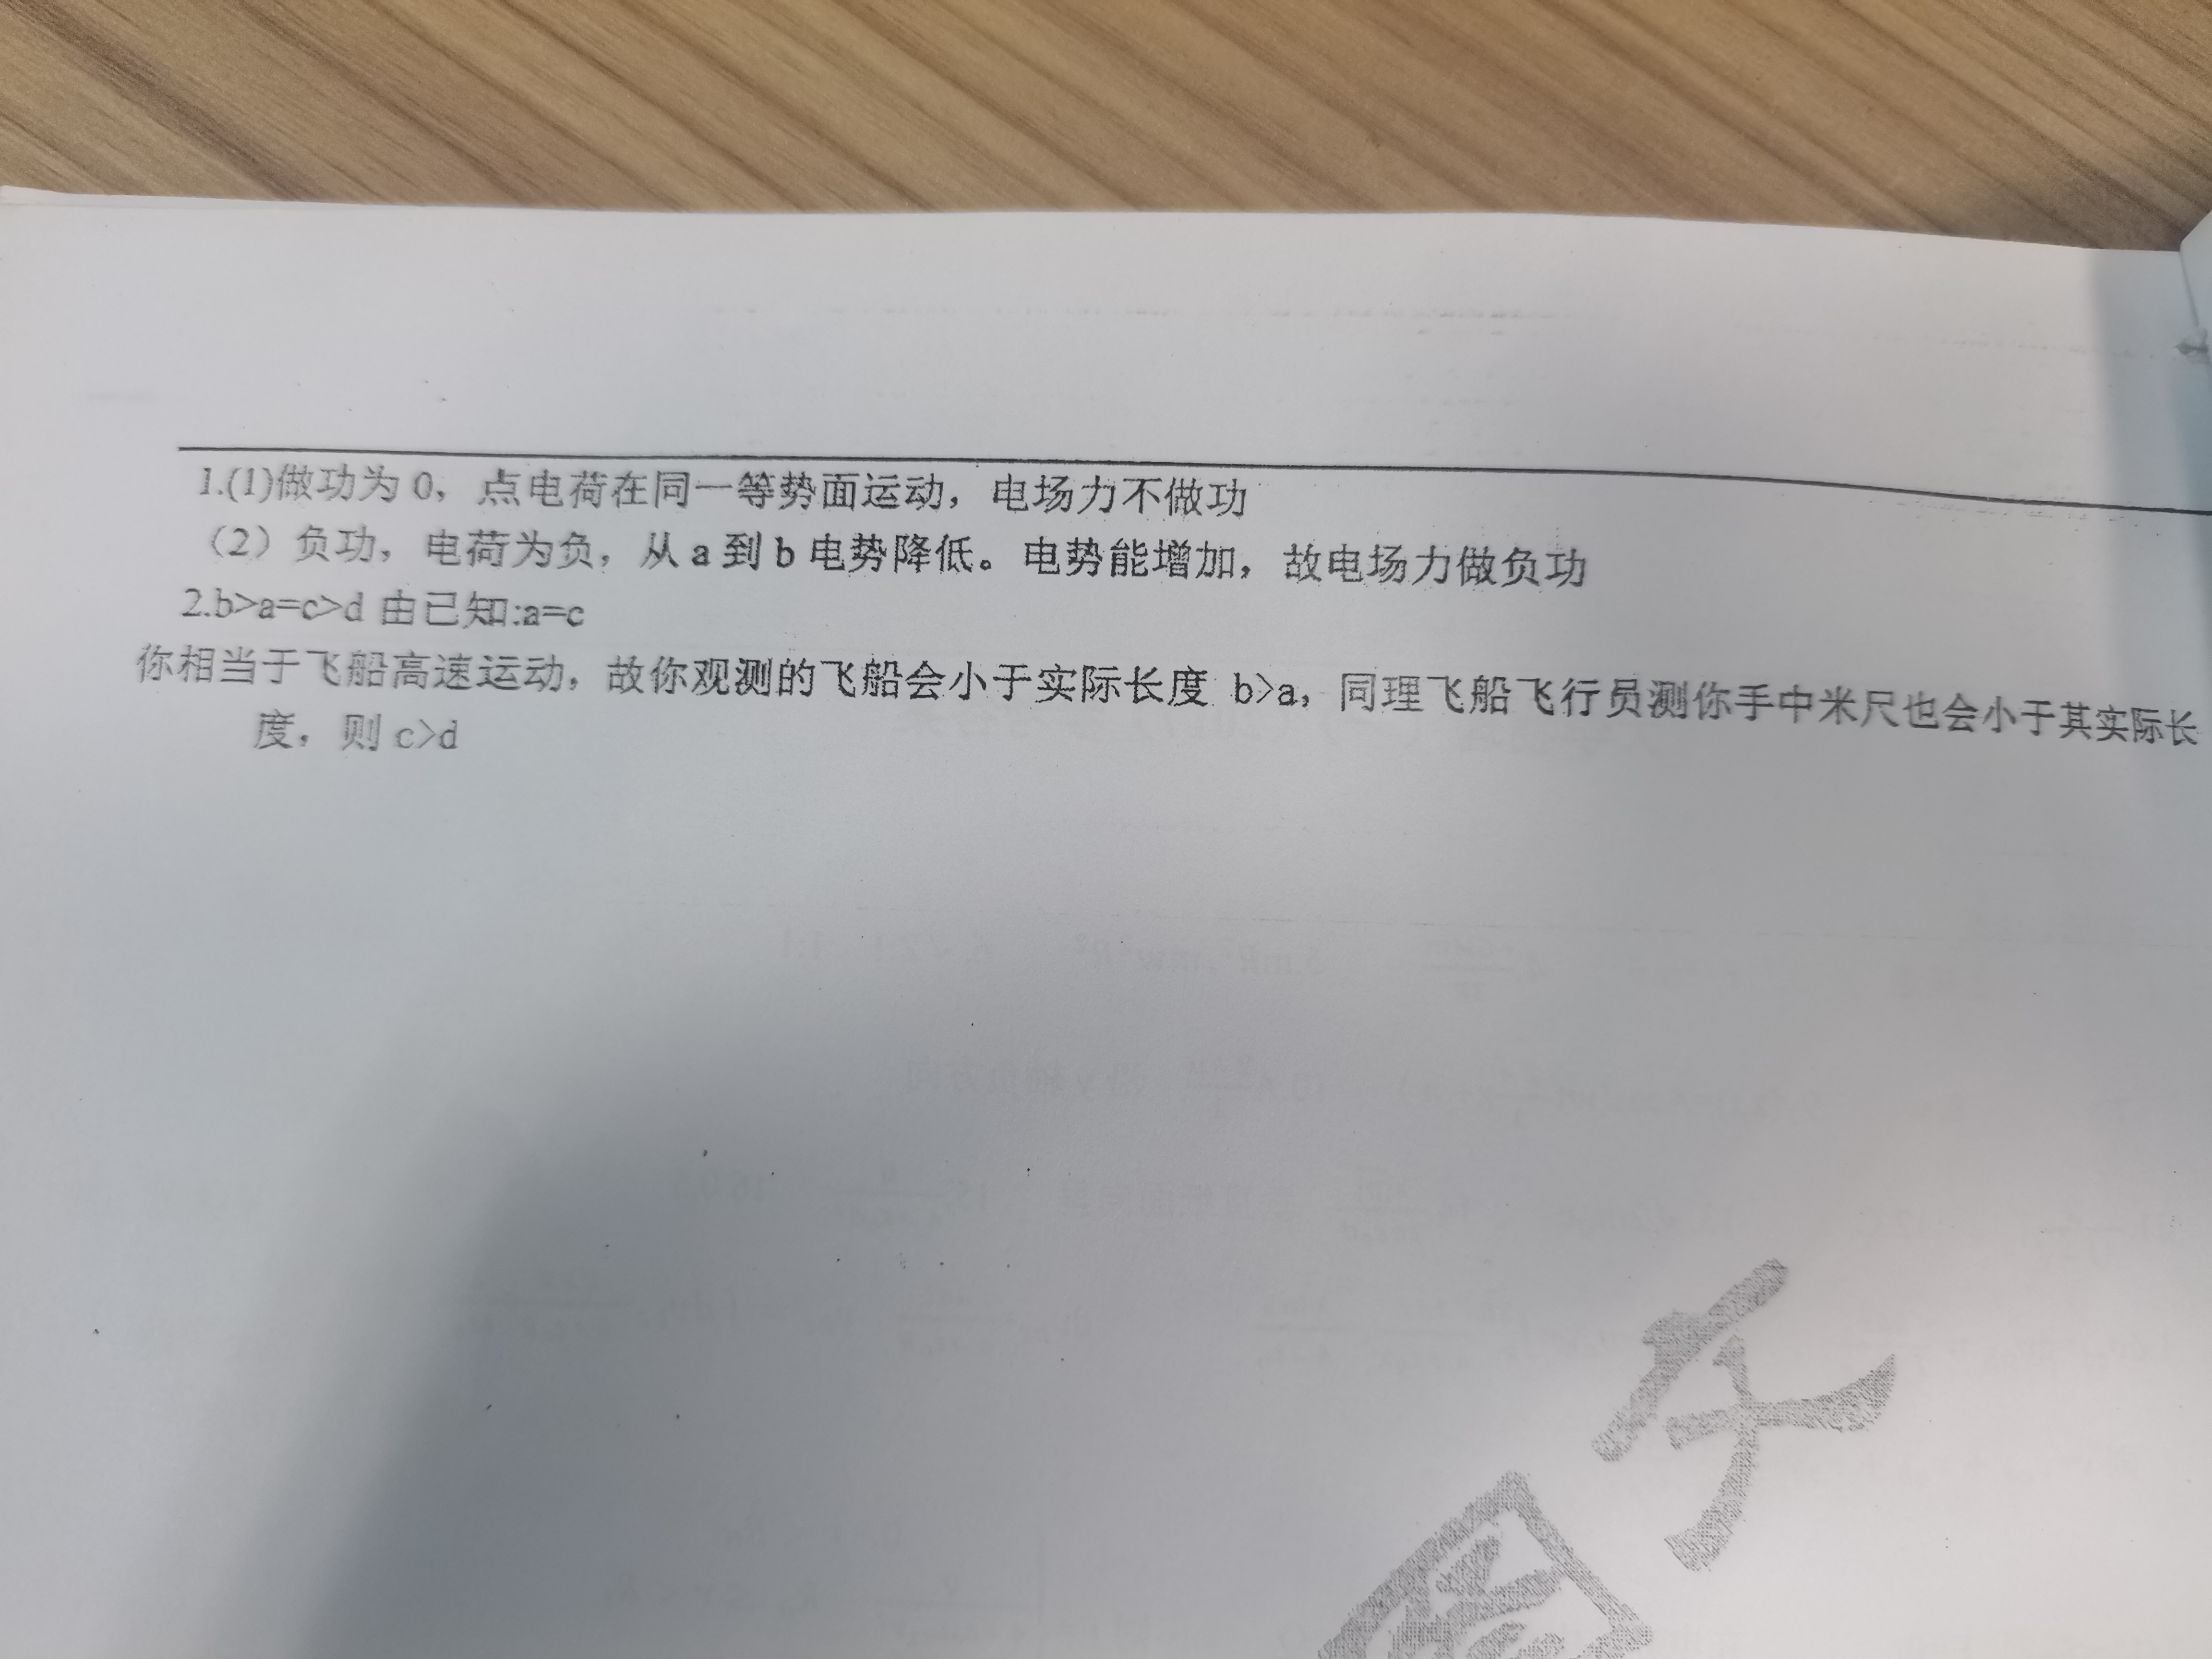 1.(1)做功为 0，点电荷在同一等势面运动，电场力不做功
（2）负功，电荷为负，从 a 到 b 电势降低。电势能增加，故电场力做负功
2.b>a=c>d 由已知:a=c
你相当于飞船高速运动，故你观测的飞船会小于实际长度 b>a，同理飞船飞行员测你手中米尺也会小于其实际长
度，则 c>d